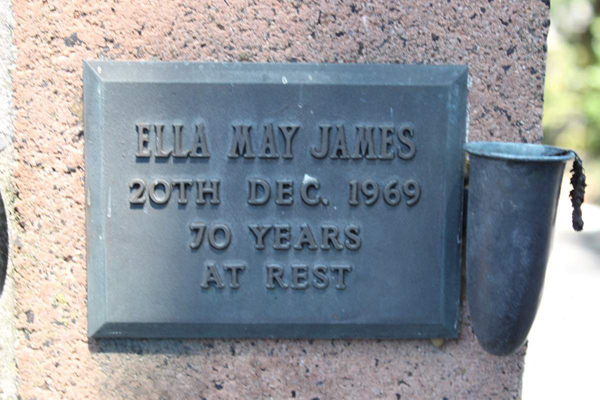 ELLA MAY JAMES
20TH DEC. 1969
70 YEARS
AT REST